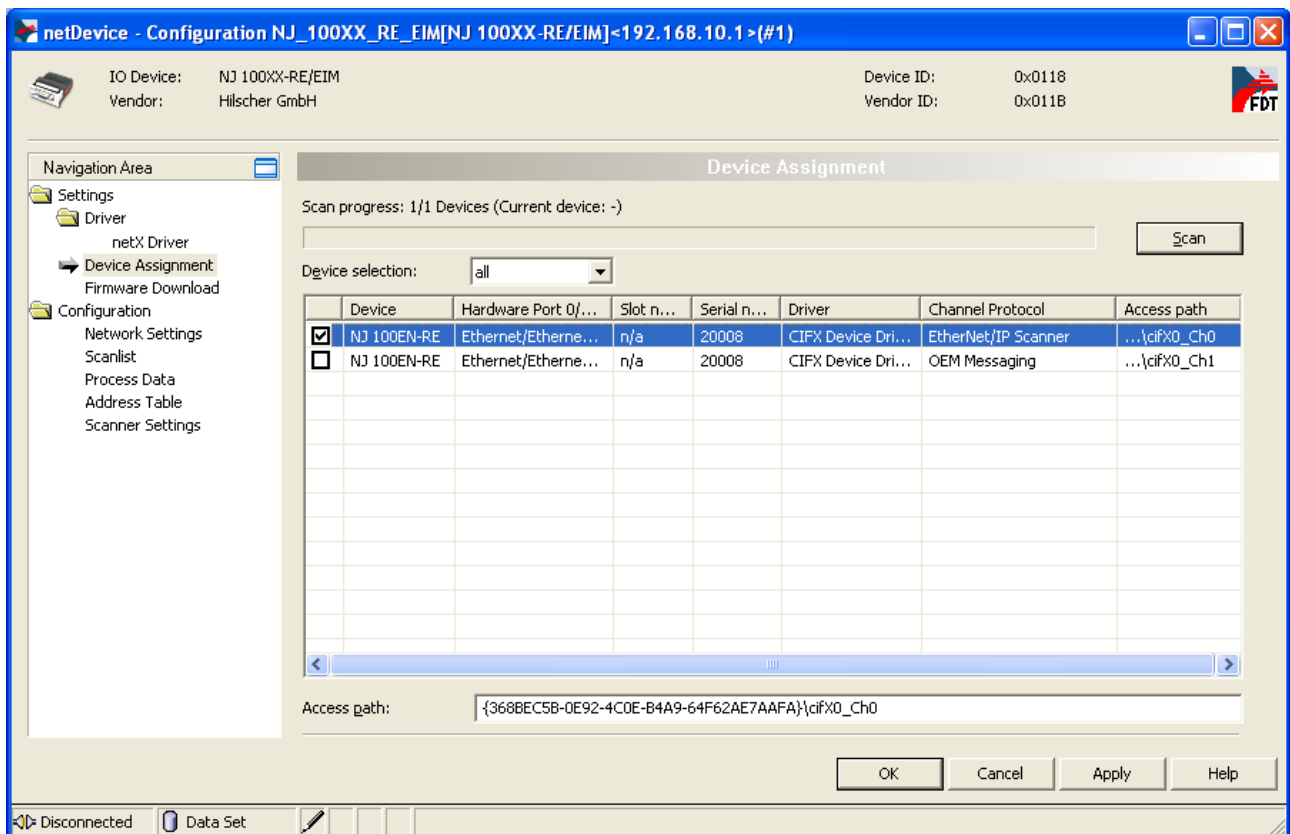 netDevice - Configuration NJ_100XX_RE_EIM[NJ 100XX-RE/EIM]<192.168.10.1>(#1)
IO Device: NJ 100XX-RE/EIM Device ID: 0x0118
Vendor: Hilscher GmbH Vendor ID: 0x011B
FDT
Navigation Area
Settings
Driver
netX Driver
Device Assignment
Firmware Download
Configuration
Network Settings
Scanlist
Process Data
Address Table
Scanner Settings
Device Assignment
Scan progress: 1/1 Devices (Current device: -)
Scan
Device selection: all
Device Hardware Port 0/... Slot n... Serial n... Driver Channel Protocol Access path
NJ 100EN-RE Ethernet/Etherne... n/a 20008 CIFX Device Dri... EtherNet/IP Scanner ...\cifX0_Ch0
NJ 100EN-RE Ethernet/Etherne... n/a 20008 CIFX Device Dri... OEM Messaging ...\cifX0_Ch1
Access path: {368BEC5B-0E92-4C0E-B4A9-64F62AE7AAFA}\cifX0_Ch0
OK Cancel Apply Help
Disconnected Data Set